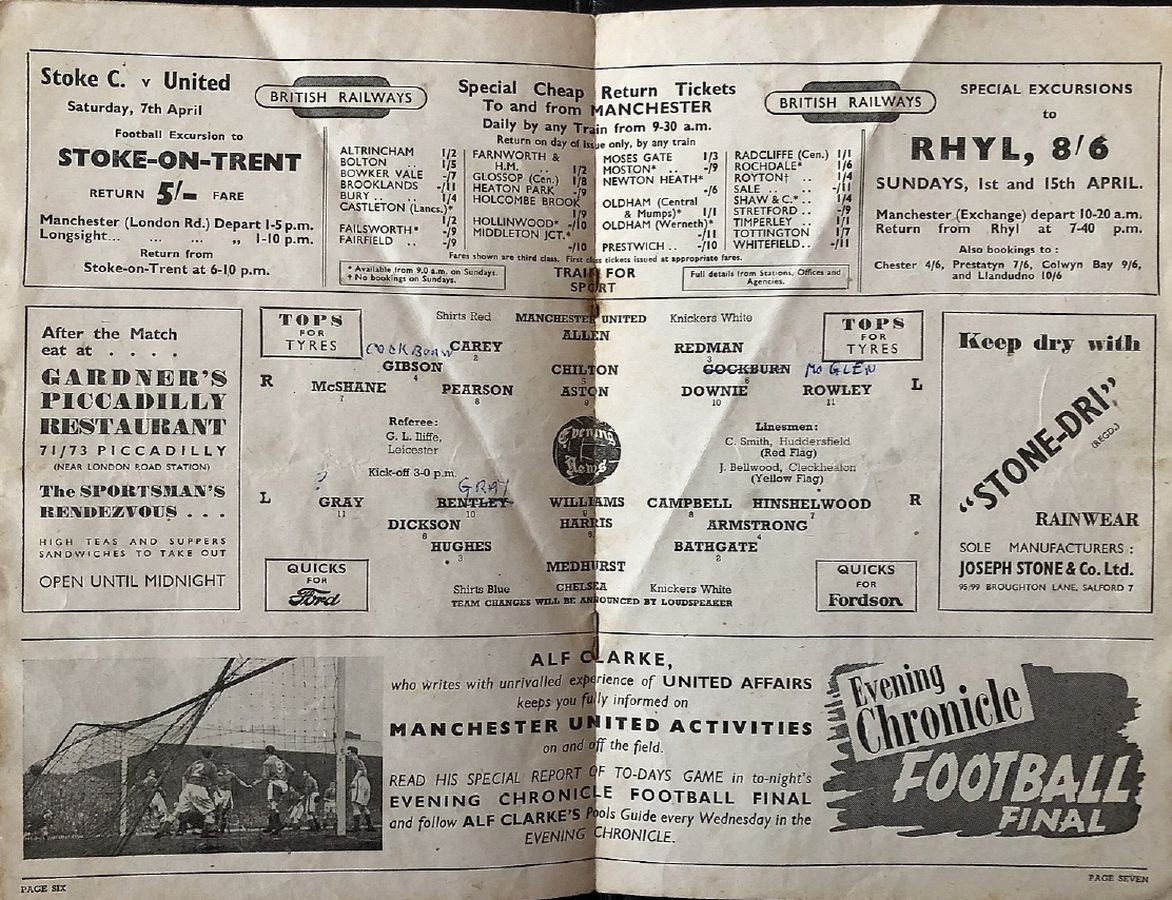 Stoke C. v United
Saturday, 7th April
Football Excursion to
STOKE-ON-TRENT
RETURN 5/- FARE
Manchester (London Rd.) Depart 1-5 p.m.
Longsight... ... ... ,, 1-10 p.m.
Return from
Stoke-on-Trent at 6-10 p.m.
BRITISH RAILWAYS
Special Cheap Return Tickets
To and from MANCHESTER
Daily by any Train from 9-30 a.m.
Return on day of issue only, by any train
ALTRINCHAM 1/2
BOLTON .. 1/5
BOWKER VALE -/7
BROOKLANDS -/11
BURY .. .. 1/4
CASTLETON (Lancs.)*
1/2
FAILSWORTH* -/9
FAIRFIELD .. -/9
FARNWORTH &
H.M. .. 1/2
GLOSSOP (Cen.) 1/8
HEATON PARK -/9
HOLCOMBE BROOK
1/9
HOLLINWOOD* -/10
MIDDLETON JCT.*
-/10
MOSES GATE 1/3
MOSTON* .. -/9
NEWTON HEATH*
-/6
OLDHAM (Central
& Mumps)* 1/1
OLDHAM (Werneth)*
-/11
PRESTWICH .. -/10
RADCLIFFE (Cen.) 1/1
ROCHDALE* 1/6
ROYTON† .. 1/4
SALE .. .. -/11
SHAW & C.* .. 1/4
STRETFORD .. -/9
TIMPERLEY .. 1/1
TOTTINGTON 1/7
WHITEFIELD.. -/11
Fares shown are third class. First class tickets issued at appropriate fares.
* Available from 9.0 a.m. on Sundays.
† No bookings on Sundays.
TRAIN FOR
SPORT
Full details from Stations, Offices and
Agencies.
BRITISH RAILWAYS
SPECIAL EXCURSIONS
to
RHYL, 8/6
SUNDAYS, 1st and 15th APRIL.
Manchester (Exchange) depart 10-20 a.m.
Return from Rhyl at 7-40 p.m.
Also bookings to :
Chester 4/6, Prestatyn 7/6, Colwyn Bay 9/6,
and Llandudno 10/6
After the Match
eat at . . . .
GARDNER'S
PICCADILLY
RESTAURANT
71/73 PICCADILLY
(NEAR LONDON ROAD STATION)
The SPORTSMAN'S
RENDEZVOUS . . .
HIGH TEAS AND SUPPERS
SANDWICHES TO TAKE OUT
OPEN UNTIL MIDNIGHT
TOPS
FOR
TYRES
Shirts Red MANCHESTER UNITED Knickers White
TOPS
FOR
TYRES
ALLEN
COCKBURN CAREY REDMAN
2 3
GIBSON CHILTON COCKBURN McGLEN
4 5 6
R McSHANE PEARSON ASTON DOWNIE ROWLEY L
7 8 9 10 11
Referee:
G. L. Iliffe,
Leicester
Kick-off 3-0 p.m.
Evening
News
Linesmen:
C. Smith, Huddersfield
(Red Flag)
J. Bellwood, Cleckheaton
(Yellow Flag)
? GRAY
L GRAY BENTLEY WILLIAMS CAMPBELL HINSHELWOOD R
11 10 9 8 7
DICKSON HARRIS ARMSTRONG
6 5 4
HUGHES BATHGATE
3 2
MEDHURST
Shirts Blue CHELSEA Knickers White
TEAM CHANGES WILL BE ANNOUNCED BY LOUDSPEAKER
QUICKS
FOR
Ford
QUICKS
FOR
Fordson
Keep dry with
"STONE-DRI"
(REGD.)
RAINWEAR
SOLE MANUFACTURERS :
JOSEPH STONE & Co. Ltd.
95/99 BROUGHTON LANE, SALFORD 7
ALF CLARKE,
who writes with unrivalled experience of UNITED AFFAIRS
keeps you fully informed on
MANCHESTER UNITED ACTIVITIES
on and off the field.
READ HIS SPECIAL REPORT OF TO-DAYS GAME in to-night's
EVENING CHRONICLE FOOTBALL FINAL
and follow ALF CLARKE'S Pools Guide every Wednesday in the
EVENING CHRONICLE.
Evening
Chronicle
FOOTBALL
FINAL
PAGE SIX
PAGE SEVEN